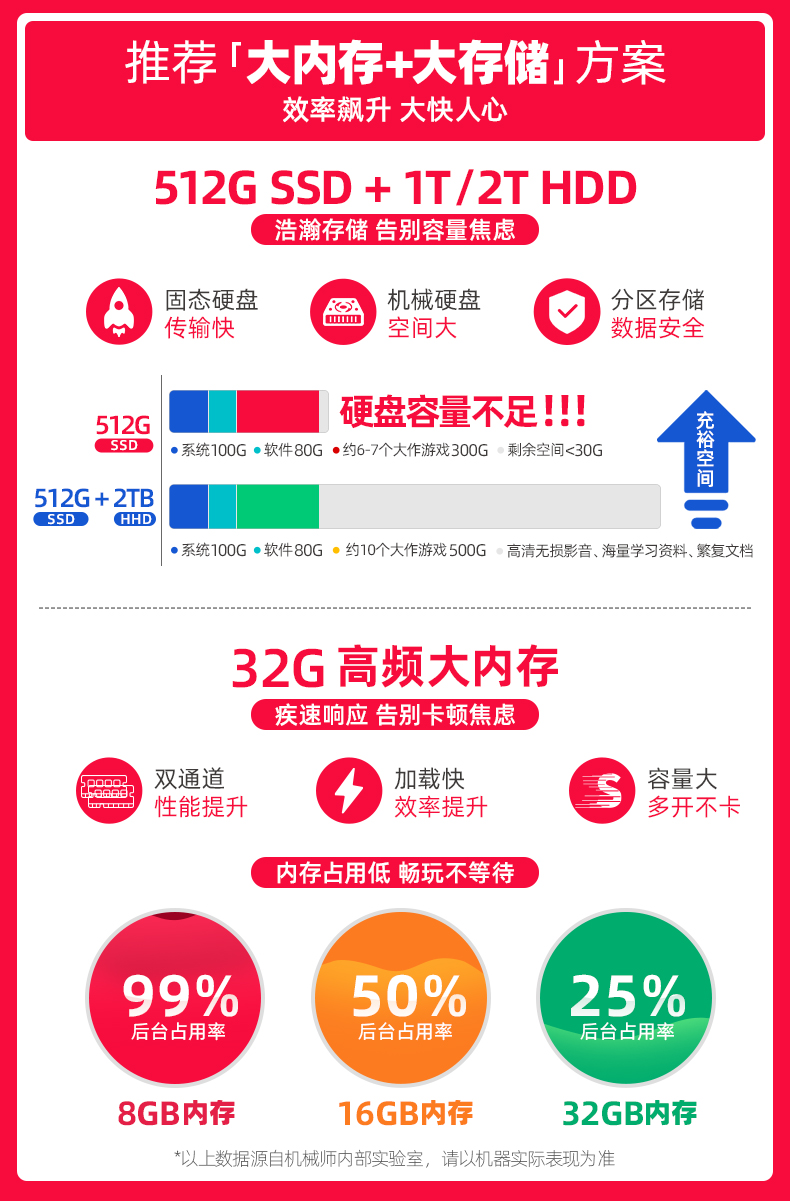 推荐「大内存+大存储」方案
效率飙升 大快人心
512G SSD + 1T/2T HDD
浩瀚存储 告别容量焦虑
固态硬盘
传输快
机械硬盘
空间大
分区存储
数据安全
512G
SSD
硬盘容量不足!!!
系统100G 软件80G 约6-7个大作游戏300G 剩余空间<30G
512G + 2TB
SSD HHD
系统100G 软件80G 约10个大作游戏500G 高清无损影音、海量学习资料、繁复文档
充裕空间
32G 高频大内存
疾速响应 告别卡顿焦虑
双通道
性能提升
加载快
效率提升
S
容量大
多开不卡
内存占用低 畅玩不等待
99%
后台占用率
8GB内存
50%
后台占用率
16GB内存
25%
后台占用率
32GB内存
*以上数据源自机械师内部实验室，请以机器实际表现为准